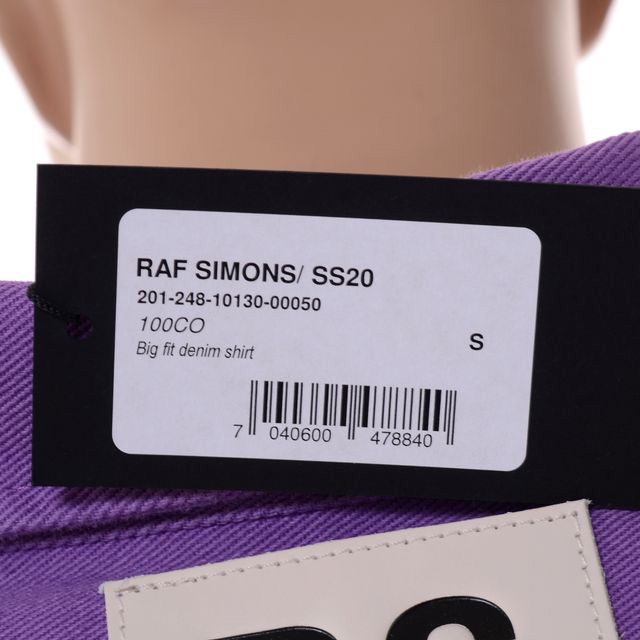 RAF SIMONS/ SS20
201-248-10130-00050
100CO
S
Big fit denim shirt
7 040600 478840